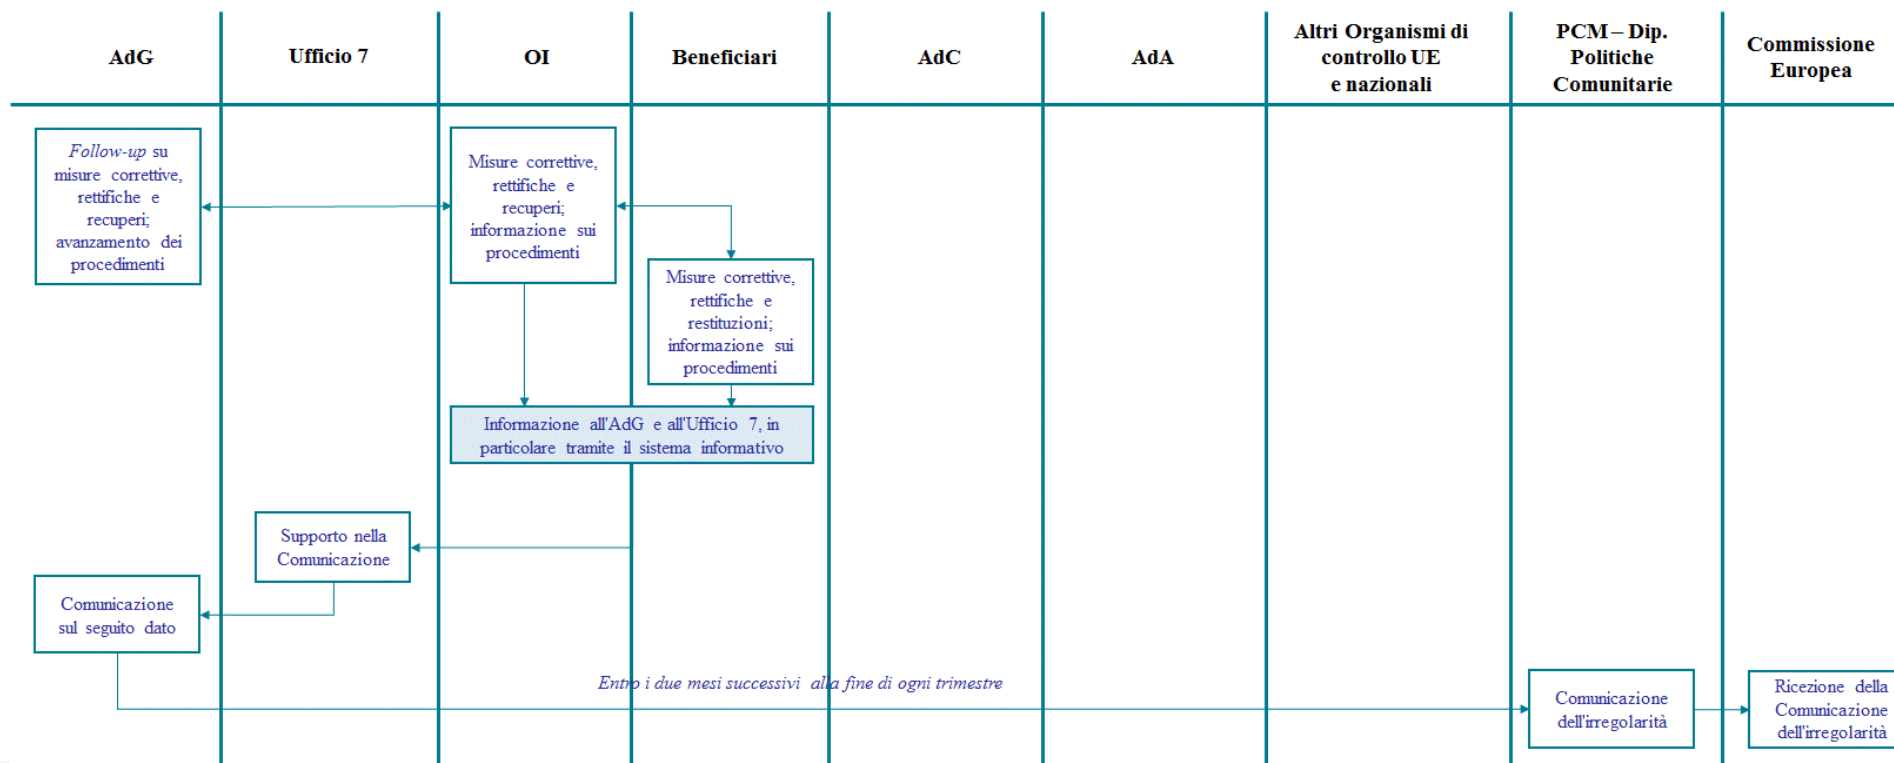 AdG
Ufficio 7
OI
Beneficiari
AdC
AdA
Altri Organismi di
controllo UE
e nazionali
PCM – Dip.
Politiche
Comunitarie
Commissione
Europea
Follow-up su
misure correttive,
rettifiche e
recuperi;
avanzamento dei
procedimenti
Misure correttive,
rettifiche e
recuperi;
informazione sui
procedimenti
Misure correttive,
rettifiche e
restituzioni;
informazione sui
procedimenti
Informazione all'AdG e all'Ufficio 7, in
particolare tramite il sistema informativo
Supporto nella
Comunicazione
Comunicazione
sul seguito dato
Entro i due mesi successivi alla fine di ogni trimestre
Comunicazione
dell'irregolarità
Ricezione della
Comunicazione
dell'irregolarità